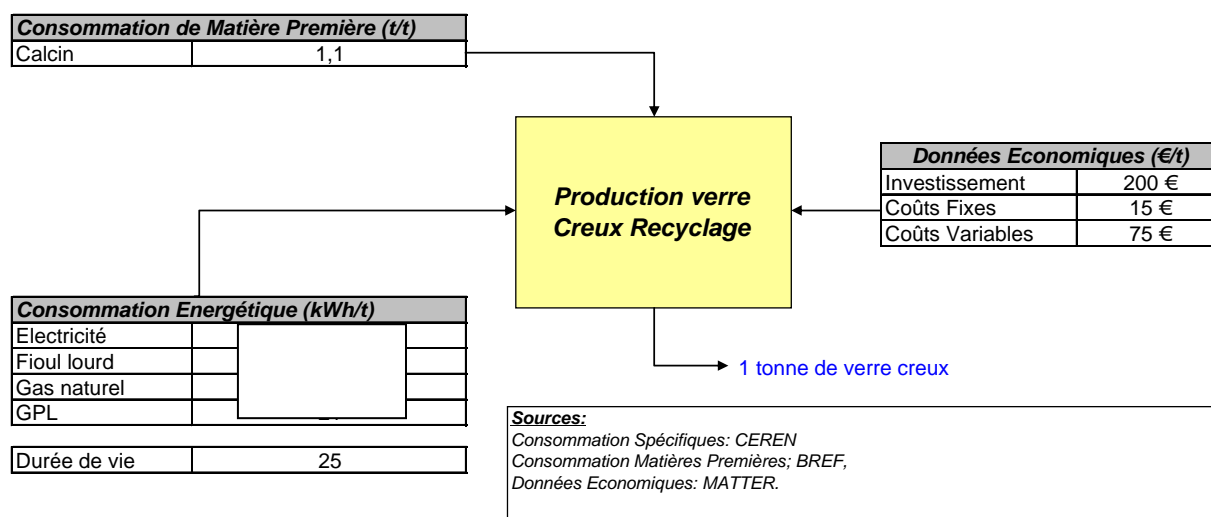 Consommation de Matière Première (t/t)
Calcin 1,1
Production verre
Creux Recyclage
Données Economiques (€/t)
Investissement 200 €
Coûts Fixes 15 €
Coûts Variables 75 €
Consommation Energétique (kWh/t)
Electricité
Fioul lourd
Gas naturel
GPL
Durée de vie 25
1 tonne de verre creux
Sources:
Consommation Spécifiques: CEREN
Consommation Matières Premières; BREF,
Données Economiques: MATTER.